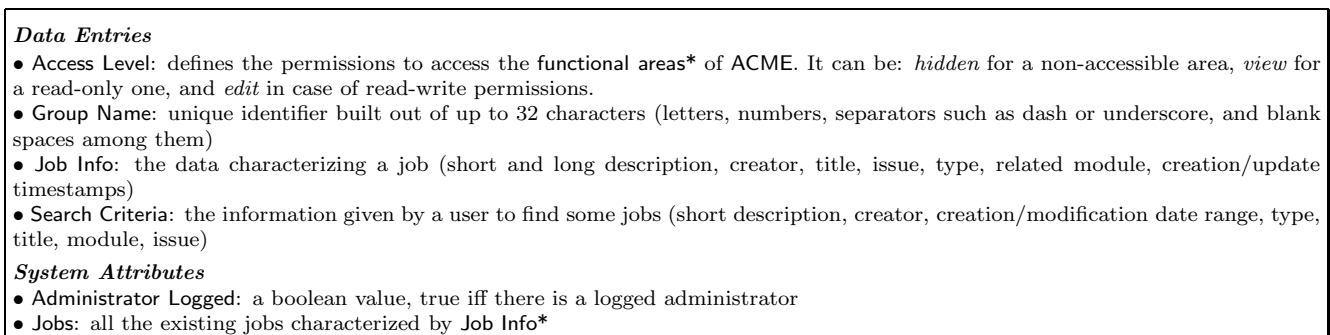 Data Entries
• Access Level: defines the permissions to access the functional areas* of ACME. It can be: hidden for a non-accessible area, view for
a read-only one, and edit in case of read-write permissions.
• Group Name: unique identifier built out of up to 32 characters (letters, numbers, separators such as dash or underscore, and blank
spaces among them)
• Job Info: the data characterizing a job (short and long description, creator, title, issue, type, related module, creation/update
timestamps)
• Search Criteria: the information given by a user to find some jobs (short description, creator, creation/modification date range, type,
title, module, issue)
System Attributes
• Administrator Logged: a boolean value, true iff there is a logged administrator
• Jobs: all the existing jobs characterized by Job Info*